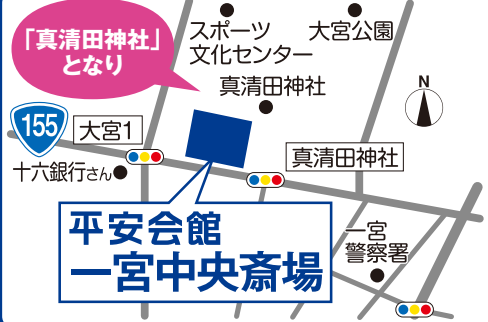 「真清田神社」
となり
スポーツ
文化センター
大宮公園
真清田神社
N
155
大宮1
真清田神社
十六銀行さん
平安会館
一宮中央斎場
一宮
警察署